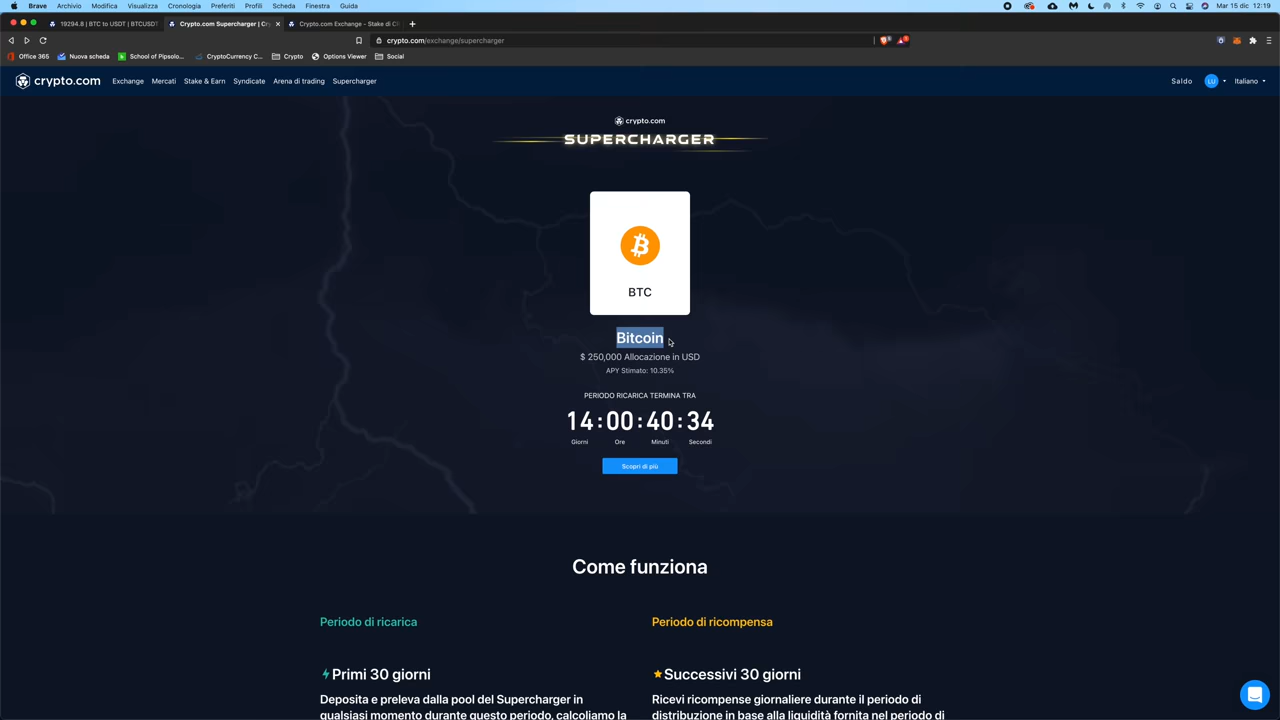 Brave Archivio Modifica Visualizza Cronologia Preferiti Profili Scheda Finestra Guida Mar 15 dic 12:19
19294.8 | BTC to USDT | BTCUSDT Crypto.com Supercharger | Cry Crypto.com Exchange - Stake di C
crypto.com/exchange/supercharger
Office 365 Nuova scheda School of Pipsolo... CryptoCurrency C... Crypto Options Viewer Social
crypto.com Exchange Mercati Stake & Earn Syndicate Arena di trading Supercharger Saldo LU Italiano
crypto.com
SUPERCHARGER
BTC
Bitcoin
$ 250,000 Allocazione in USD
APY Stimato: 10.35%
PERIODO RICARICA TERMINA TRA
14:00:40:34
Giorni Ore Minuti Secondi
Scopri di più
Come funziona
Periodo di ricarica Periodo di ricompensa
Primi 30 giorni Successivi 30 giorni
Deposita e preleva dalla pool del Supercharger in Ricevi ricompense giornaliere durante il periodo di
qualsiasi momento durante questo periodo, calcoliamo la distribuzione in base alla liquidità fornita nel periodo di